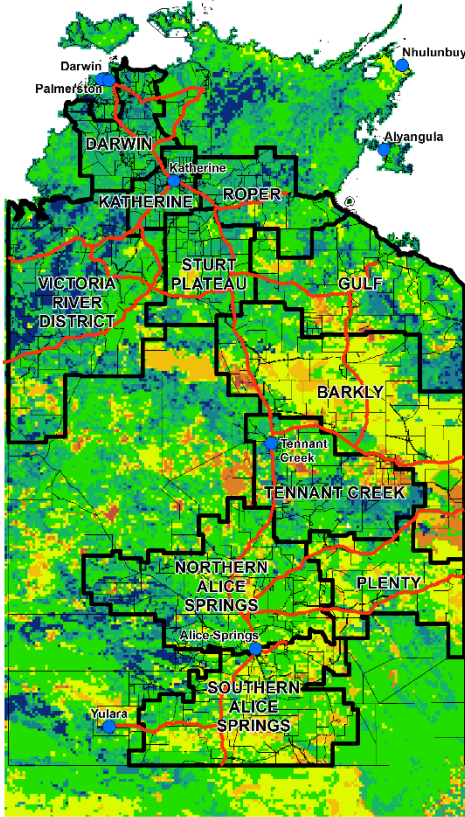 Nhulunbuy
Darwin
Palmerston
Alyangula
DARWIN
Katherine
ROPER
KATHERINE
STURT
PLATEAU
GULF
VICTORIA
RIVER
DISTRICT
BARKLY
Tennant
Creek
TENNANT CREEK
NORTHERN
ALICE
SPRINGS
PLENTY
Alice Springs
SOUTHERN
ALICE
SPRINGS
Yulara